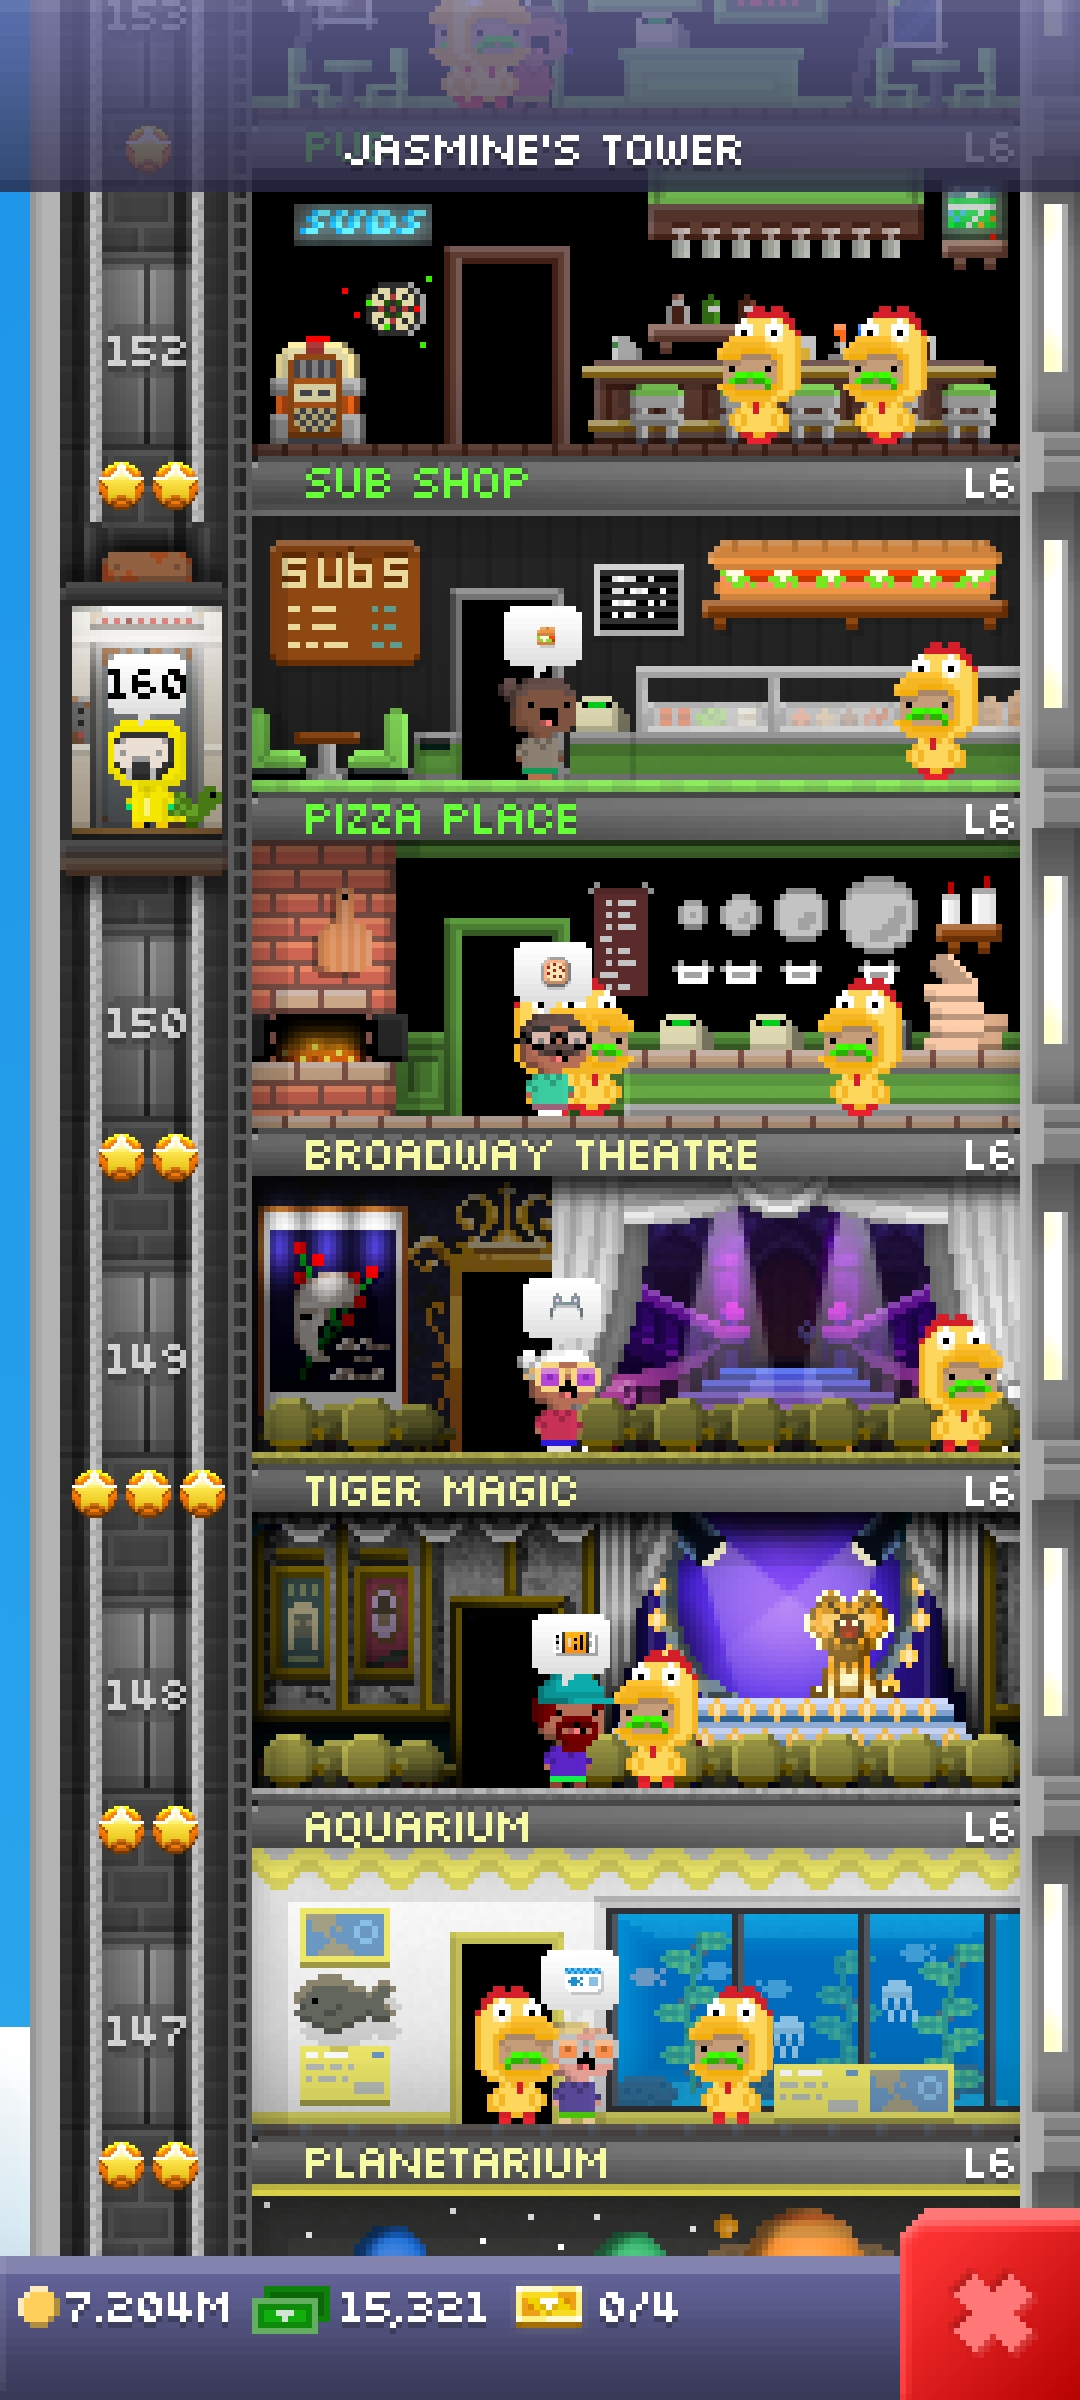 153
JASMINE'S TOWER
L6
SUBS
152
SUB SHOP L6
subs
160
PIZZA PLACE L6
150
BROADWAY THEATRE L6
149
TIGER MAGIC L6
148
AQUARIUM L6
147
PLANETARIUM L6
7.204M 15,321 0/4